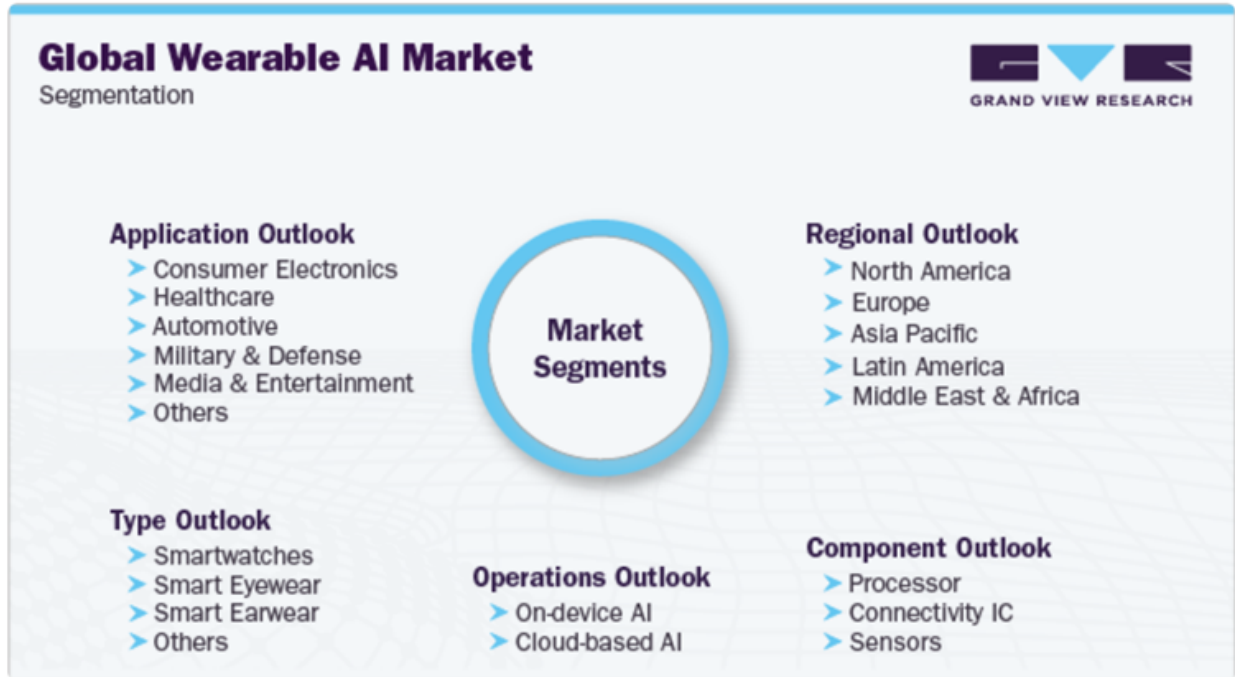 Global Wearable AI Market
Segmentation
GRAND VIEW RESEARCH
Application Outlook
Consumer Electronics
Healthcare
Automotive
Military & Defense
Media & Entertainment
Others
Market
Segments
Regional Outlook
North America
Europe
Asia Pacific
Latin America
Middle East & Africa
Type Outlook
Smartwatches
Smart Eyewear
Smart Earwear
Others
Operations Outlook
On-device AI
Cloud-based AI
Component Outlook
Processor
Connectivity IC
Sensors